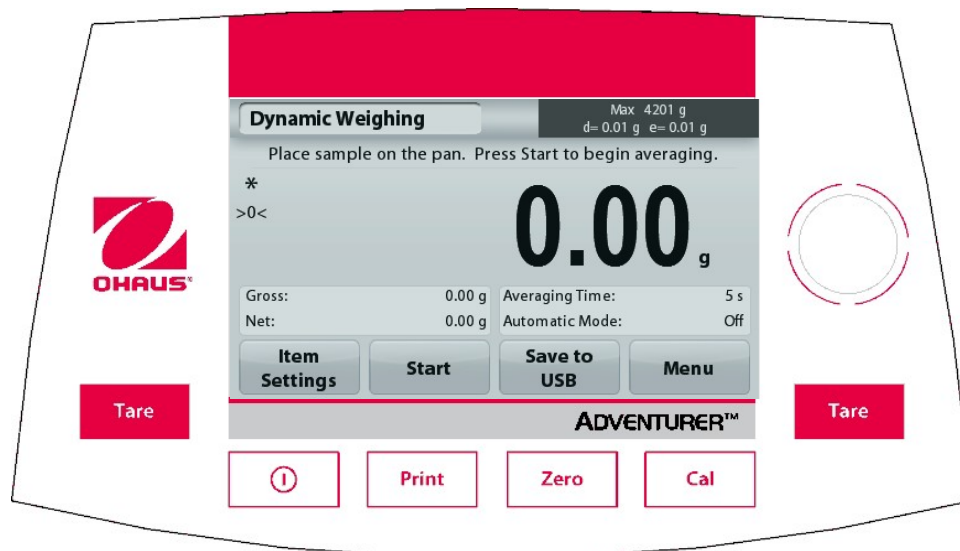 Dynamic Weighing
Max 4201 g
d= 0.01 g e= 0.01 g
Place sample on the pan. Press Start to begin averaging.
*
>0<
0.00 g
OHAUS®
Gross: 0.00 g
Net: 0.00 g
Averaging Time: 5 s
Automatic Mode: Off
Item
Settings
Start
Save to
USB
Menu
Tare
ADVENTURER™
Tare
Print
Zero
Cal